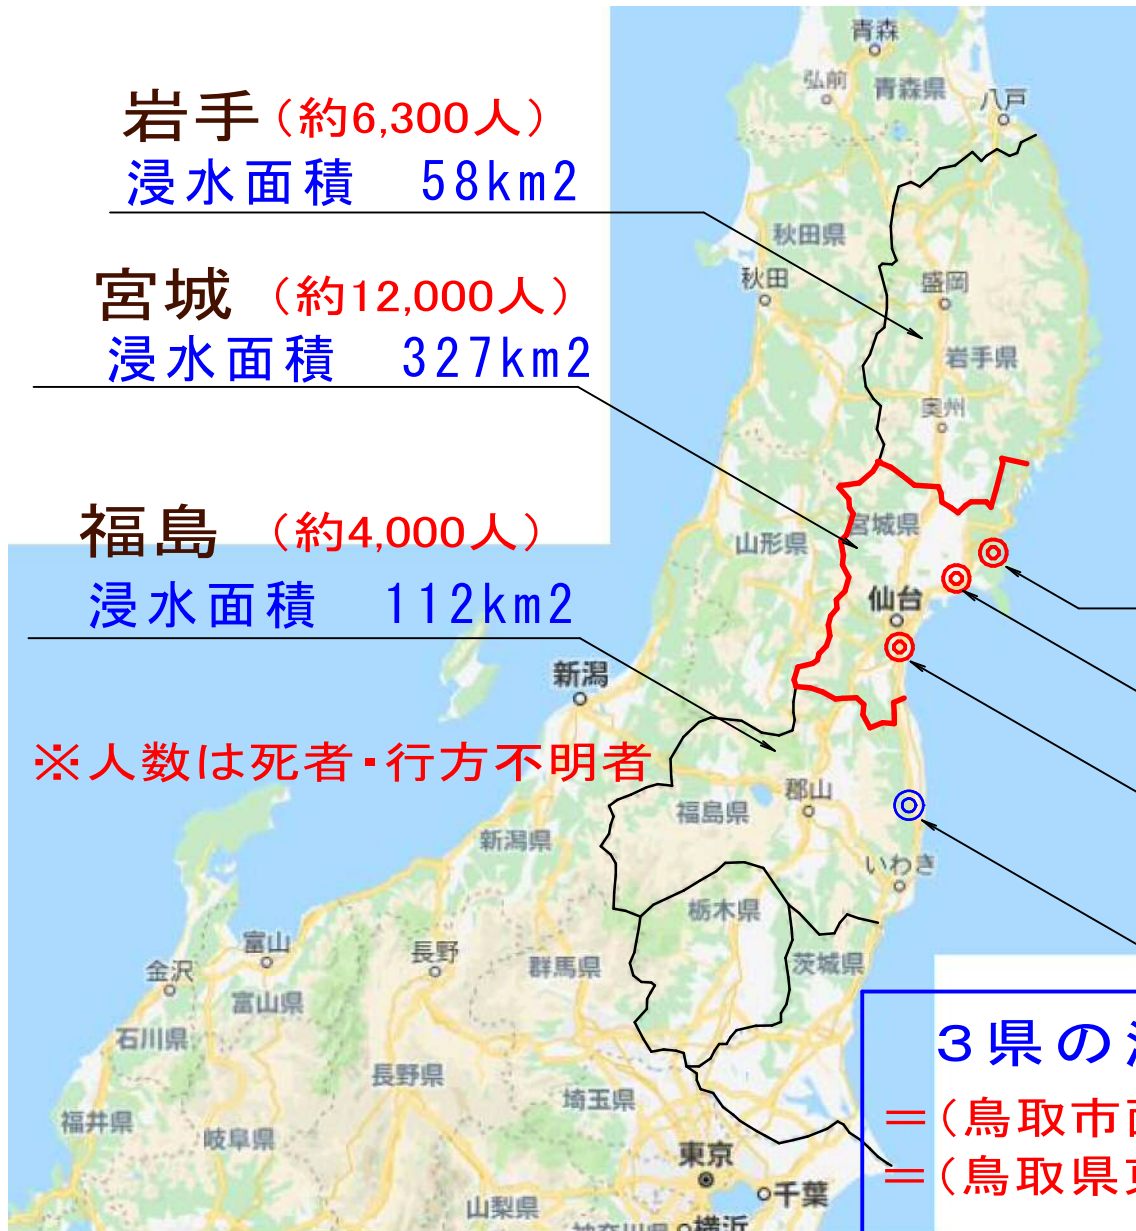 岩手（約6,300人）
浸水面積　58km2
宮城（約12,000人）
浸水面積　327km2
福島（約4,000人）
浸水面積　112km2
※人数は死者・行方不明者
青森
弘前
青森県
八戸
秋田県
秋田
盛岡
岩手県
奥州
宮城県
山形県
仙台
新潟
郡山
福島県
新潟県
いわき
栃木県
富山
長野
群馬県
茨城県
金沢
富山県
石川県
長野県
埼玉県
福井県
岐阜県
東京
千葉
山梨県
神奈川県
横浜
３県の
＝（鳥取市
＝（鳥取県